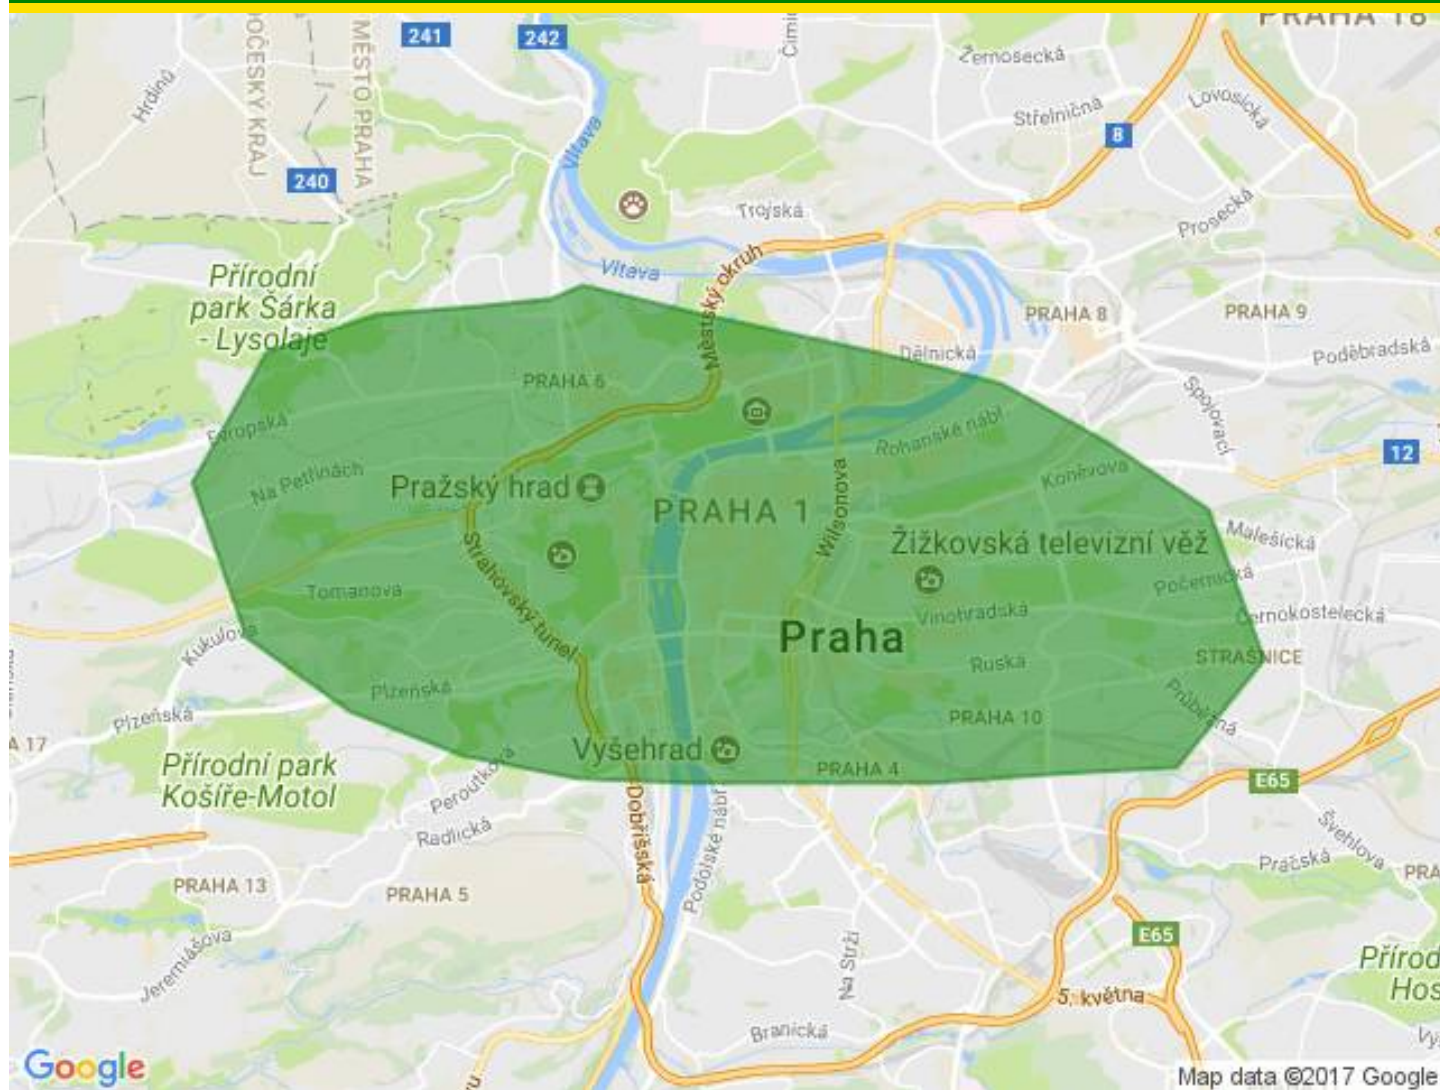 PRAHA 18
241
242
Žernosecká
Hrdinů
OČESKÝ KRAJ
MĚSTO PRAHA
Střelničná
Lovosická
8
Vltava
240
Trojská
Prosecká
Městský okruh
Vltava
Přírodní
park Šárka
- Lysolaje
PRAHA 8
PRAHA 9
Dělnická
Poděbradská
PRAHA 6
Spojovací
Evropská
Rohanské nábř.
12
Na Petřinách
Koněvova
Pražský hrad
PRAHA 1
Wilsonova
Malešická
Žižkovská televizní věž
Strahovský tunel
Počernická
Tomanova
Vinohradská
Černokostelecká
Kukulova
Praha
Ruská
STRAŠNICE
Plzeňská
Průběžná
Plzeňská
PRAHA 10
A 17
Vyšehrad
PRAHA 4
Přírodní park
Košíře-Motol
E65
Peroutkova
Dobříšská
Podolské nábř
Radlická
Švehlova
Pračská
PRAHA 13
PRAHA 5
PRA
E65
Jeremiášova
Na Strži
Přírod
Hos
5. května
Branická
Google
Map data ©2017 Google